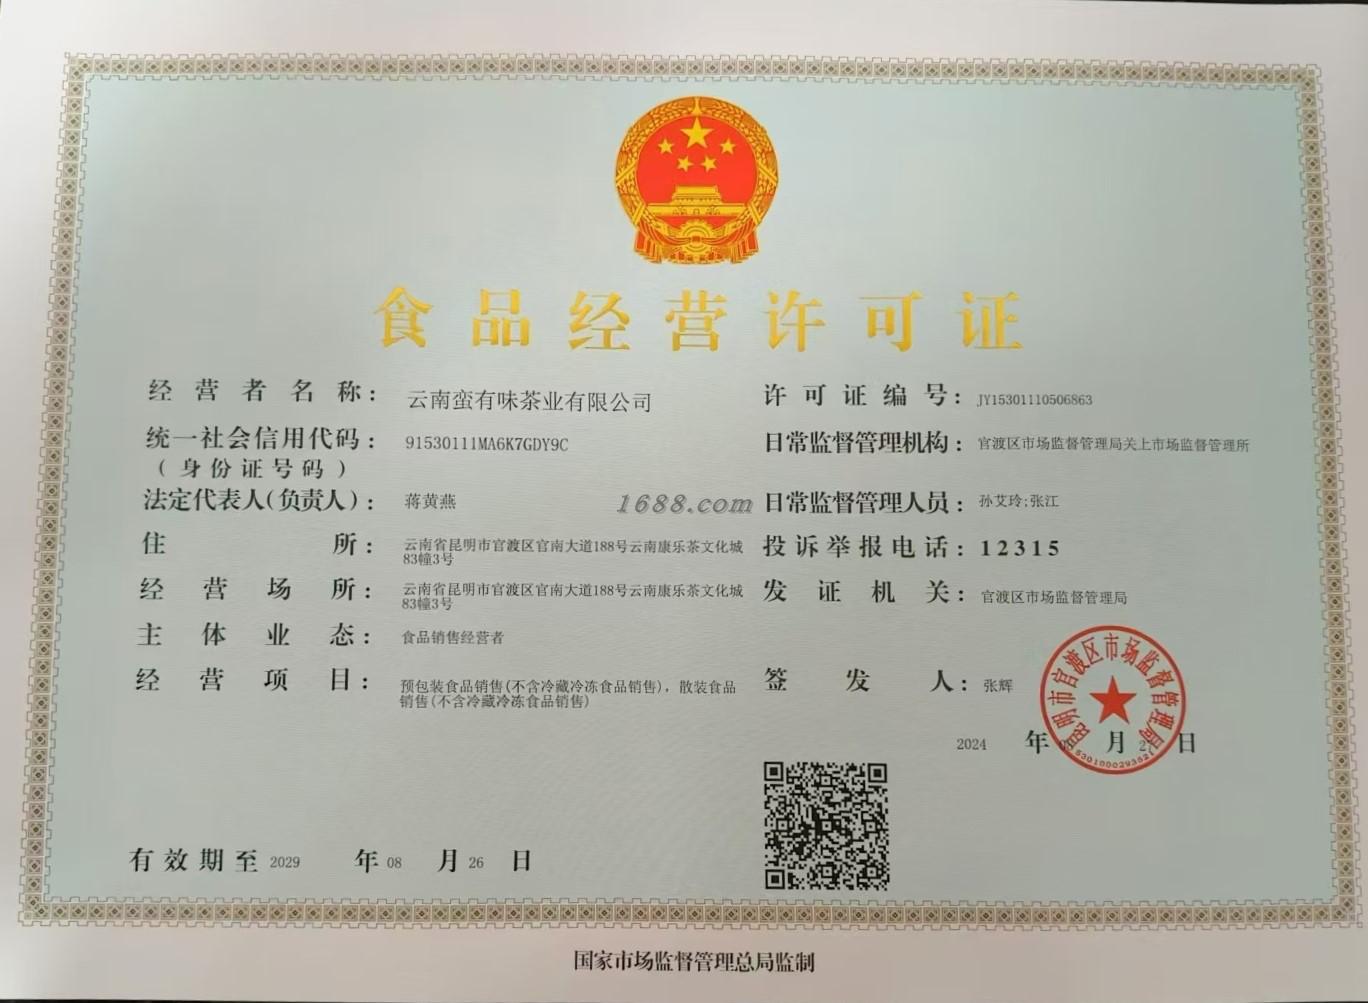 食品经营许可证
经营者名称：云南蛮有味茶业有限公司
许可证编号：JY15301110506863
统一社会信用代码：91530111MA6K7GDY9C
（身份证号码）
日常监督管理机构：官渡区市场监督管理局关上市场监督管理所
法定代表人(负责人)：蒋黄燕
1688.com
日常监督管理人员：孙艾玲;张江
住所：云南省昆明市官渡区官南大道188号云南康乐茶文化城
83幢3号
投诉举报电话：12315
经营场所：云南省昆明市官渡区官南大道188号云南康乐茶文化城
83幢3号
发证机关：官渡区市场监督管理局
主体业态：食品销售经营者
经营项目：预包装食品销售(不含冷藏冷冻食品销售)，散装食品
销售(不含冷藏冷冻食品销售)
签发人：张辉
昆明市官渡区市场监督管理局
2024 年 月 日
有效期至 2029 年 08 月 26 日
国家市场监督管理总局监制